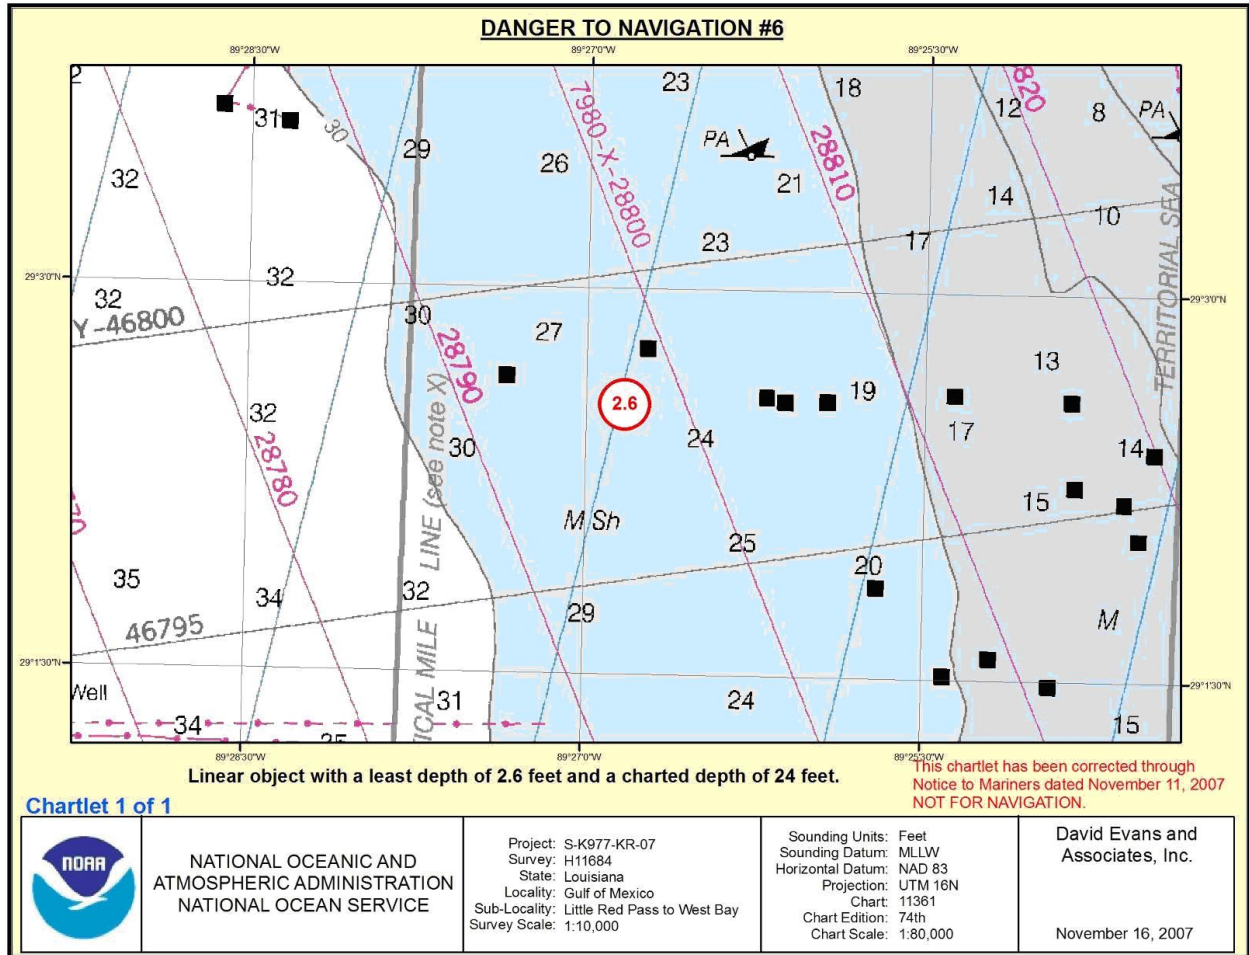 DANGER TO NAVIGATION #6
89°28'30"W
89°27'0"W
89°25'30"W
23
18
12
8
PA
31
30
29
26
7980-X-28800
PA
21
28810
820
14
10
32
23
17
TERRITORIAL SEA
29°3'0"N
29°3'0"N
32
32
Y-46800
30
27
28790
13
2.6
19
32
28780
30
24
17
14
LINE (see note X)
M Sh
15
25
20
35
34
32
46795
29
M
29°1'30"N
29°1'30"N
Well
31
ICAL MILE
24
15
34
89°28'30"W
89°27'0"W
89°25'30"W
Linear object with a least depth of 2.6 feet and a charted depth of 24 feet.
This chartlet has been corrected through
Notice to Mariners dated November 11, 2007
NOT FOR NAVIGATION.
Chartlet 1 of 1
NOAA
NATIONAL OCEANIC AND
ATMOSPHERIC ADMINISTRATION
NATIONAL OCEAN SERVICE
Project: S-K977-KR-07
Survey: H11684
State: Louisiana
Locality: Gulf of Mexico
Sub-Locality: Little Red Pass to West Bay
Survey Scale: 1:10,000
Sounding Units: Feet
Sounding Datum: MLLW
Horizontal Datum: NAD 83
Projection: UTM 16N
Chart: 11361
Chart Edition: 74th
Chart Scale: 1:80,000
David Evans and
Associates, Inc.
November 16, 2007